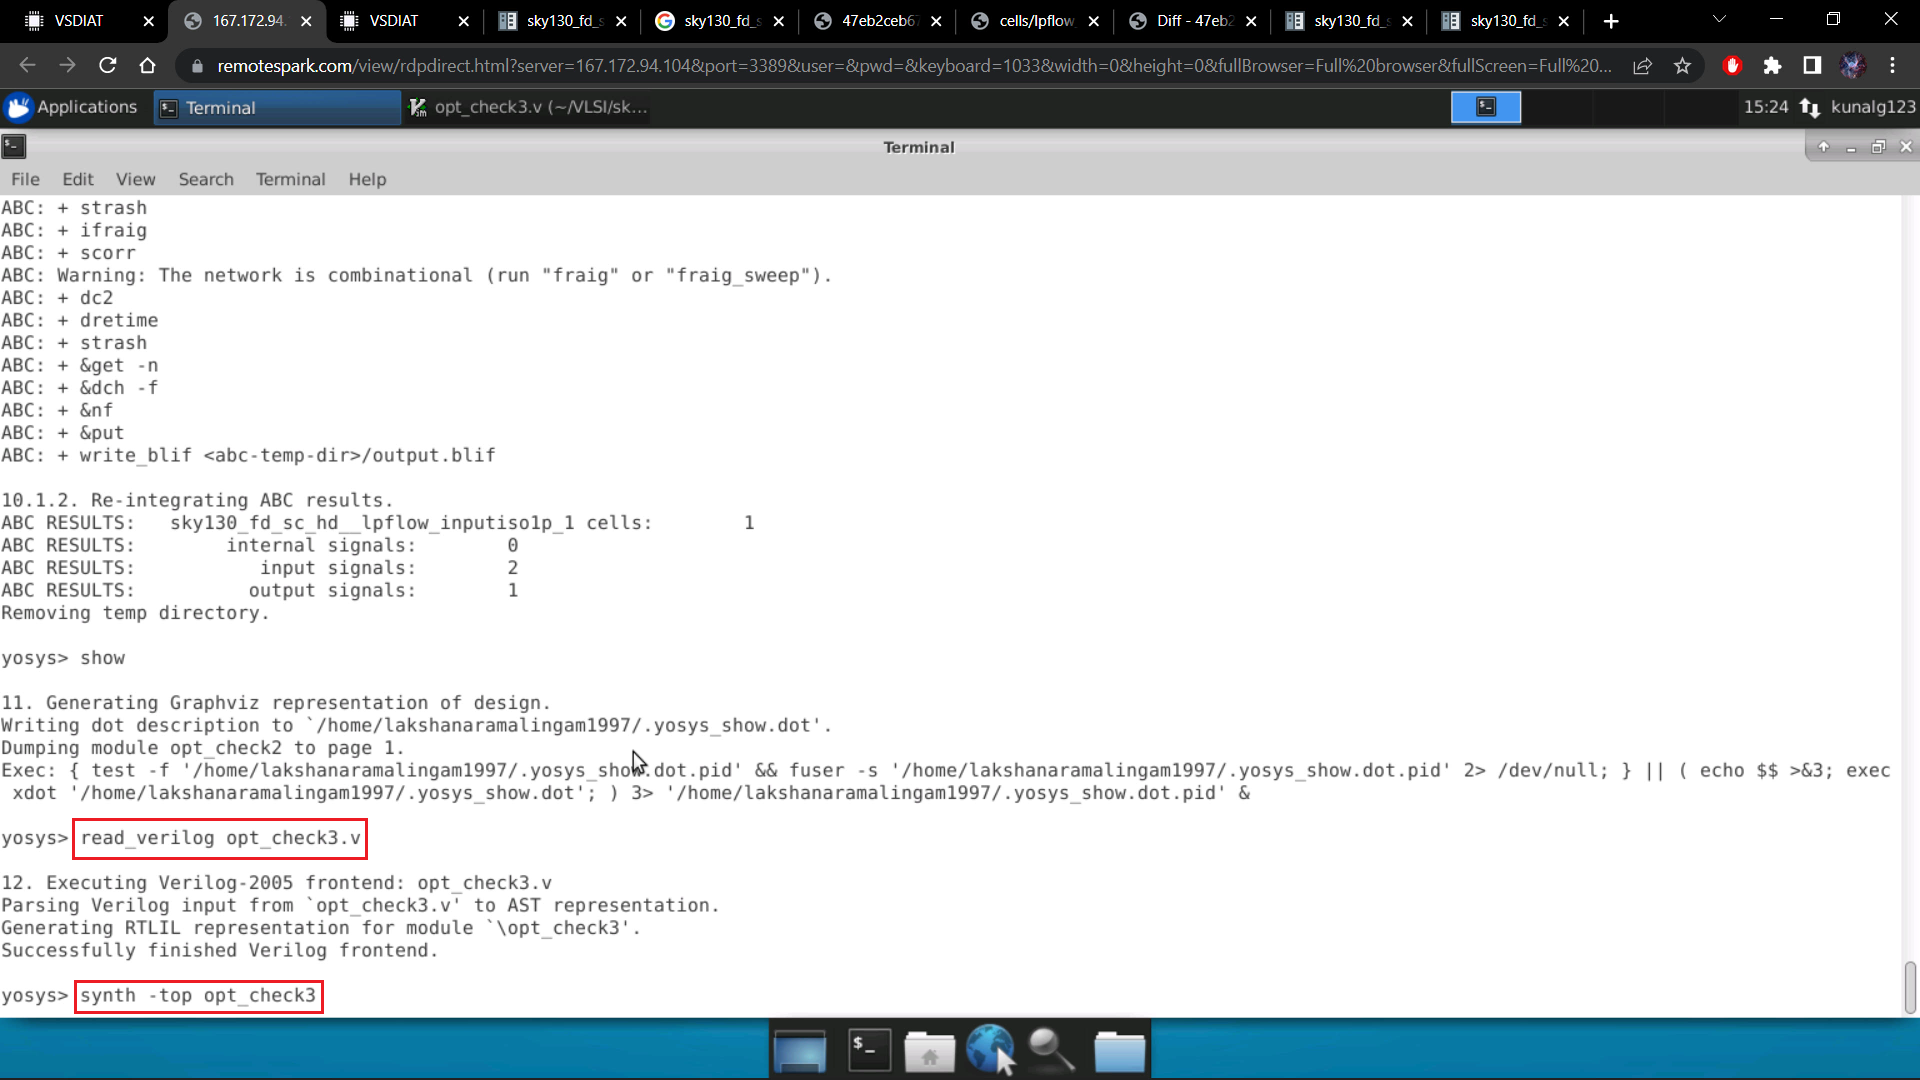 VSDIAT
167.172.94.
VSDIAT
sky130_fd_s
sky130_fd_s
47eb2ceb67
cells/lpflow
Diff - 47eb2
sky130_fd_s
sky130_fd_s
remotespark.com/view/rdpdirect.html?server=167.172.94.104&port=3389&user=&pwd=&keyboard=1033&width=0&height=0&fullBrowser=Full%20browser&fullScreen=Full%20...
Applications
Terminal
opt_check3.v (~/VLSI/sk...
15:24
kunalg123
Terminal
File Edit View Search Terminal Help
ABC: + strash
ABC: + ifraig
ABC: + scorr
ABC: Warning: The network is combinational (run "fraig" or "fraig_sweep").
ABC: + dc2
ABC: + dretime
ABC: + strash
ABC: + &get -n
ABC: + &dch -f
ABC: + &nf
ABC: + &put
ABC: + write_blif <abc-temp-dir>/output.blif
10.1.2. Re-integrating ABC results.
ABC RESULTS:   sky130_fd_sc_hd__lpflow_inputiso1p_1 cells:        1
ABC RESULTS:        internal signals:        0
ABC RESULTS:           input signals:        2
ABC RESULTS:          output signals:        1
Removing temp directory.
yosys> show
11. Generating Graphviz representation of design.
Writing dot description to `/home/lakshanaramalingam1997/.yosys_show.dot'.
Dumping module opt_check2 to page 1.
Exec: { test -f '/home/lakshanaramalingam1997/.yosys_show.dot.pid' && fuser -s '/home/lakshanaramalingam1997/.yosys_show.dot.pid' 2> /dev/null; } || ( echo $$ >&3; exec
xdot '/home/lakshanaramalingam1997/.yosys_show.dot'; ) 3> '/home/lakshanaramalingam1997/.yosys_show.dot.pid' &
yosys> read_verilog opt_check3.v
12. Executing Verilog-2005 frontend: opt_check3.v
Parsing Verilog input from `opt_check3.v' to AST representation.
Generating RTLIL representation for module `\opt_check3'.
Successfully finished Verilog frontend.
yosys> synth -top opt_check3